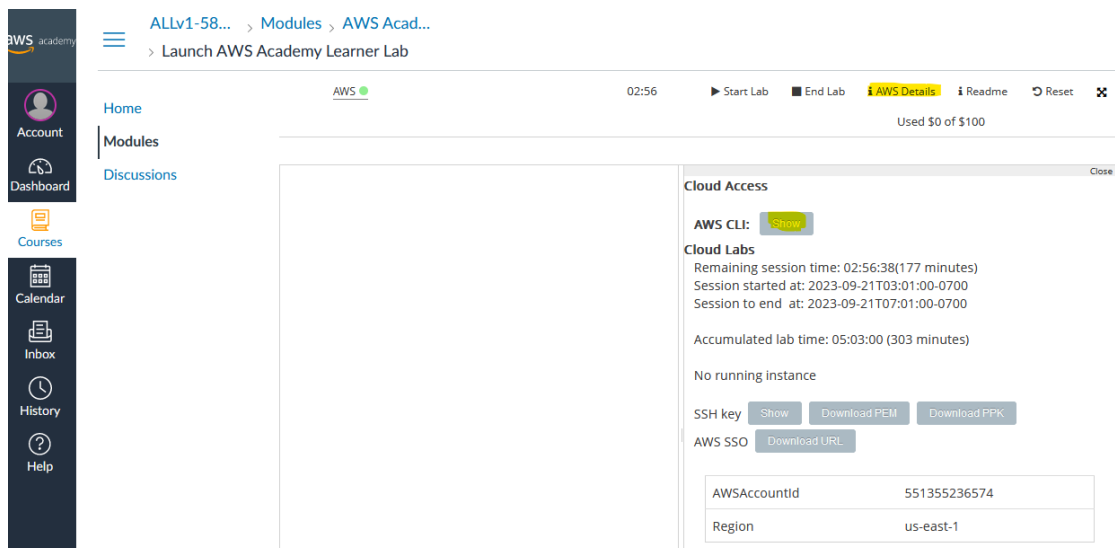 aws academy
ALLv1-58... > Modules > AWS Acad...
> Launch AWS Academy Learner Lab
Account
Dashboard
Courses
Calendar
Inbox
History
Help
Home
Modules
Discussions
AWS
02:56
Start Lab
End Lab
AWS Details
Readme
Reset
Used $0 of $100
Close
Cloud Access
AWS CLI: Show
Cloud Labs
Remaining session time: 02:56:38(177 minutes)
Session started at: 2023-09-21T03:01:00-0700
Session to end at: 2023-09-21T07:01:00-0700
Accumulated lab time: 05:03:00 (303 minutes)
No running instance
SSH key Show Download PEM Download PPK
AWS SSO Download URL
AWSAccountId 551355236574
Region us-east-1